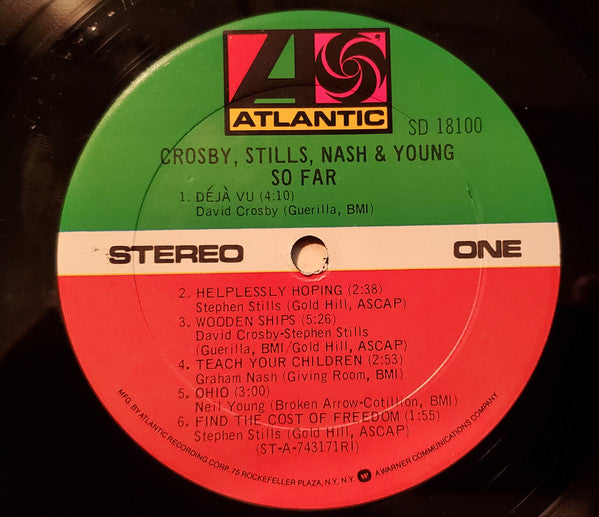 ATLANTIC
SD 18100
CROSBY, STILLS, NASH & YOUNG
SO FAR
1. DÉJÀ VU (4:10)
David Crosby (Guerilla, BMI)
STEREO ONE
2. HELPLESSLY HOPING (2:38)
Stephen Stills (Gold Hill, ASCAP)
3. WOODEN SHIPS (5:26)
David Crosby-Stephen Stills
(Guerilla, BMI/Gold Hill, ASCAP)
4. TEACH YOUR CHILDREN (2:53)
Graham Nash (Giving Room, BMI)
5. OHIO (3:00)
Neil Young (Broken Arrow-Cotillion, BMI)
6. FIND THE COST OF FREEDOM (1:55)
Stephen Stills (Gold Hill, ASCAP)
(ST-A-743171RI)
MFG. BY ATLANTIC RECORDING CORP. 75 ROCKEFELLER PLAZA, N.Y. N.Y. A WARNER COMMUNICATIONS COMPANY